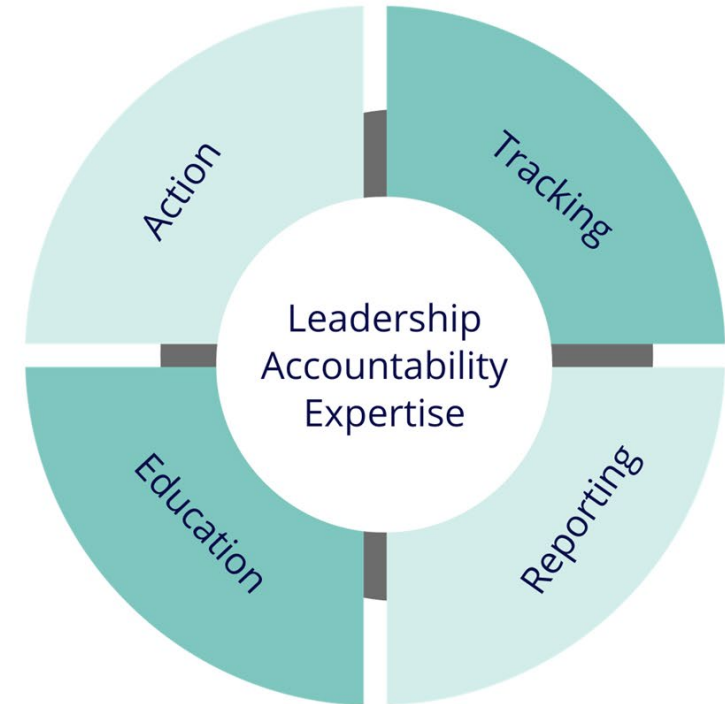 Action
Tracking
Leadership
Accountability
Expertise
Education
Reporting